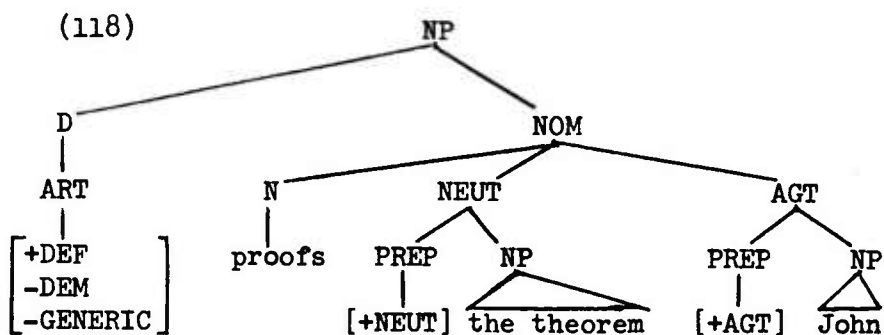 (118)
NP
D NOM
ART N NEUT AGT
+DEF proofs PREP NP PREP NP
-DEM
-GENERIC [+NEUT] the theorem [+AGT] John